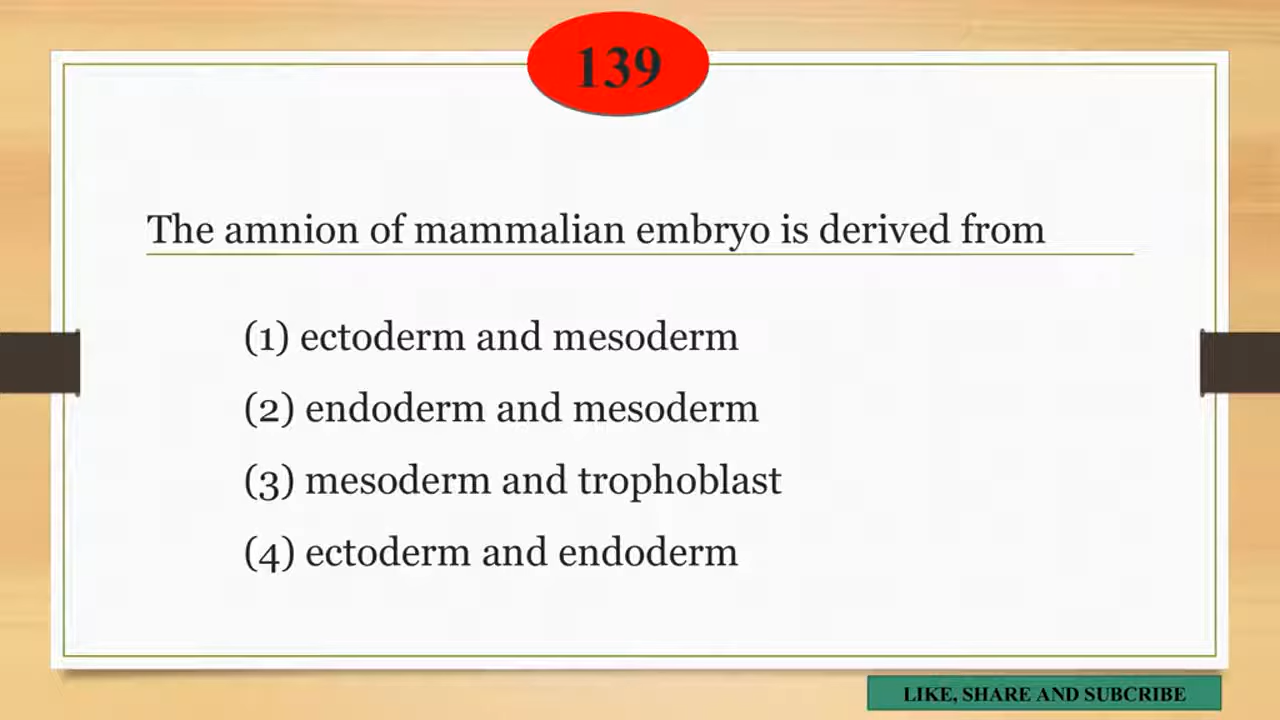 139
The amnion of mammalian embryo is derived from
(1) ectoderm and mesoderm
(2) endoderm and mesoderm
(3) mesoderm and trophoblast
(4) ectoderm and endoderm
LIKE, SHARE AND SUBCRIBE